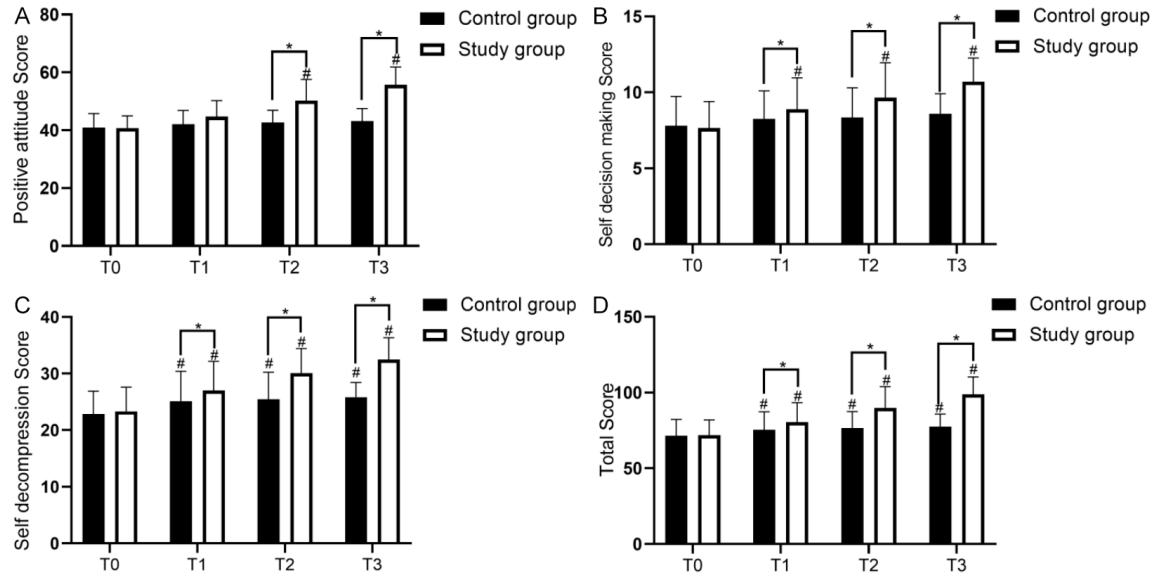 A
Positive attitude Score
80
60
40
20
0
* *
# #
T0 T1 T2 T3
Control group
Study group
B
Self decision making Score
15
10
5
0
* * *
# # #
T0 T1 T2 T3
Control group
Study group
C
Self decompression Score
40
30
20
10
0
* * *
# # # # # #
T0 T1 T2 T3
Control group
Study group
D
Total Score
150
100
50
0
* * *
# # # # # #
T0 T1 T2 T3
Control group
Study group